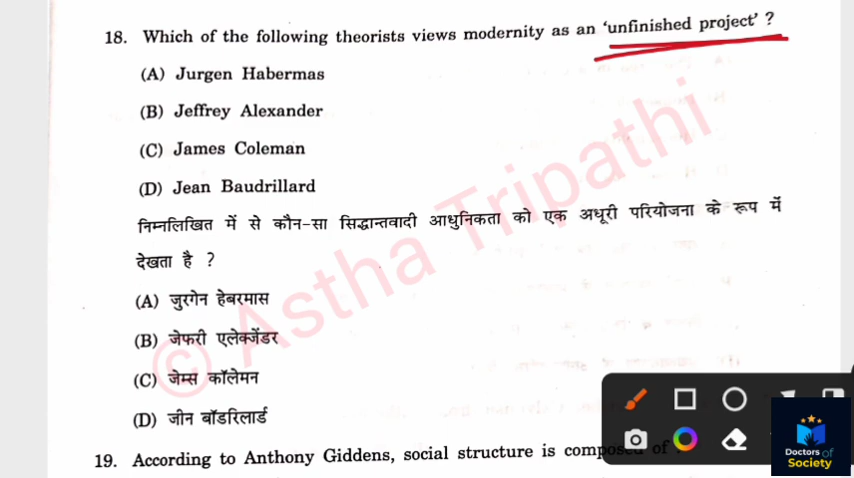 18. Which of the following theorists views modernity as an ‘unfinished project’ ?
(A) Jurgen Habermas
(B) Jeffrey Alexander
(C) James Coleman
(D) Jean Baudrillard
निम्नलिखित में से कौन-सा सिद्धान्तवादी आधुनिकता को एक अधूरी परियोजना के रूप में
देखता है ?
(A) जुरगेन हेबरमास
(B) जेफरी एलेक्जेंडर
(C) जेम्स कॉलेमन
(D) जीन बॉडरिलार्ड
19. According to Anthony Giddens, social structure is composed of
© Astha Tripathi
Doctors of
Society